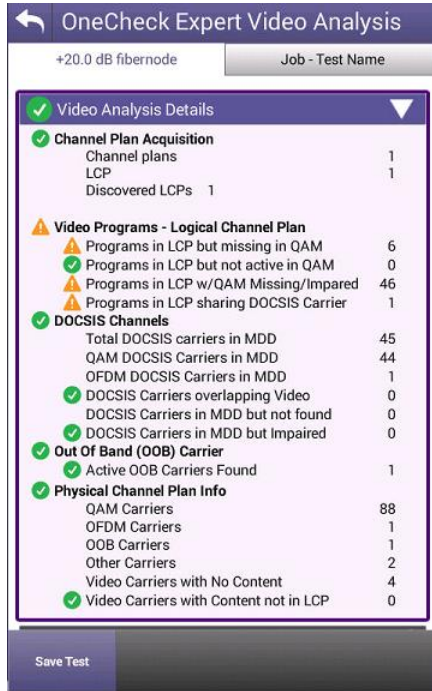 OneCheck Expert Video Analysis
+20.0 dB fibernode
Job - Test Name
Video Analysis Details
Channel Plan Acquisition
Channel plans 1
LCP 1
Discovered LCPs 1
Video Programs - Logical Channel Plan
Programs in LCP but missing in QAM 6
Programs in LCP but not active in QAM 0
Programs in LCP w/QAM Missing/Impared 46
Programs in LCP sharing DOCSIS Carrier 1
DOCSIS Channels
Total DOCSIS carriers in MDD 45
QAM DOCSIS Carriers in MDD 44
OFDM DOCSIS Carriers in MDD 1
DOCSIS Carriers overlapping Video 0
DOCSIS Carriers in MDD but not found 0
DOCSIS Carriers in MDD but Impaired 0
Out Of Band (OOB) Carrier
Active OOB Carriers Found 1
Physical Channel Plan Info
QAM Carriers 88
OFDM Carriers 1
OOB Carriers 1
Other Carriers 2
Video Carriers with No Content 4
Video Carriers with Content not in LCP 0
Save Test